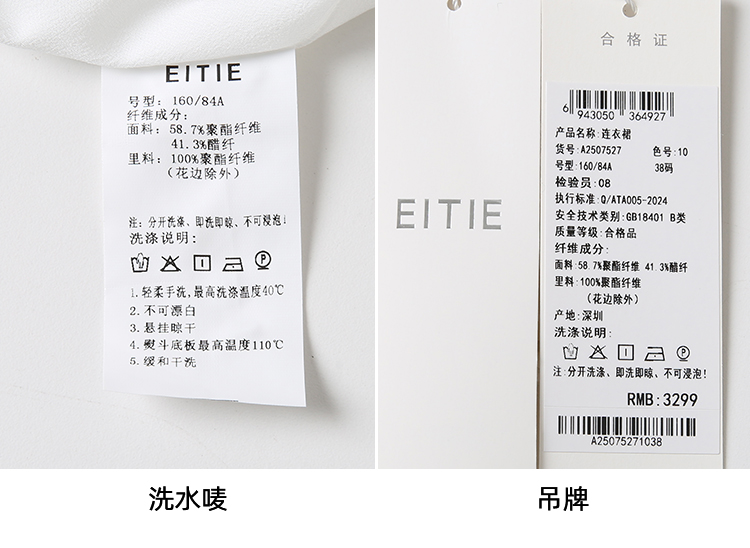 EITIE
号型: 160/84A
纤维成分:
面料: 58.7%聚酯纤维
41.3%醋纤
里料: 100%聚酯纤维
(花边除外)
注: 分开洗涤、即洗即晾、不可浸泡!
洗涤说明:
1.轻柔手洗,最高洗涤温度40℃
2.不可漂白
3.悬挂晾干
4.熨斗底板最高温度110℃
5.缓和干洗
洗水唛
EITIE
合格证
6 943050 364927
产品名称: 连衣裙
货号: A2507527 色号: 10
号型: 160/84A 38码
检验员: 08
执行标准: Q/ATA005-2024
安全技术类别: GB18401 B类
质量等级: 合格品
纤维成分:
面料: 58.7%聚酯纤维 41.3%醋纤
里料: 100%聚酯纤维
(花边除外)
产地: 深圳
洗涤说明:
注: 分开洗涤、即洗即晾、不可浸泡!
RMB: 3299
A25075271038
吊牌